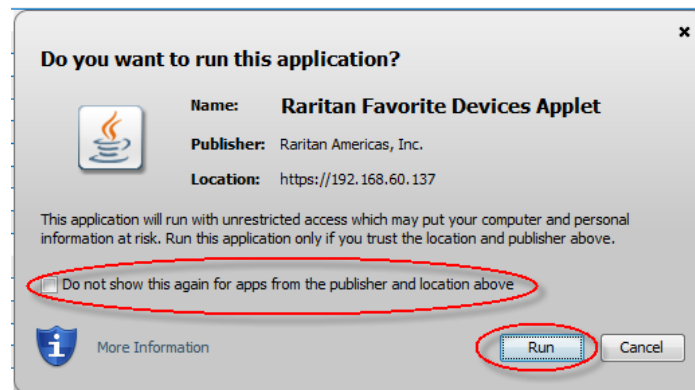 Do you want to run this application?
Name: Raritan Favorite Devices Applet
Publisher: Raritan Americas, Inc.
Location: https://192.168.60.137
This application will run with unrestricted access which may put your computer and personal
information at risk. Run this application only if you trust the location and publisher above.
Do not show this again for apps from the publisher and location above
More Information
Run Cancel